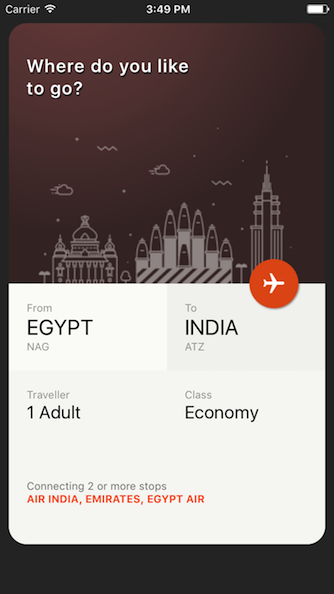 Carrier 3:49 PM
Where do you like
to go?
From
EGYPT
NAG
To
INDIA
ATZ
Traveller
1 Adult
Class
Economy
Connecting 2 or more stops
AIR INDIA, EMIRATES, EGYPT AIR